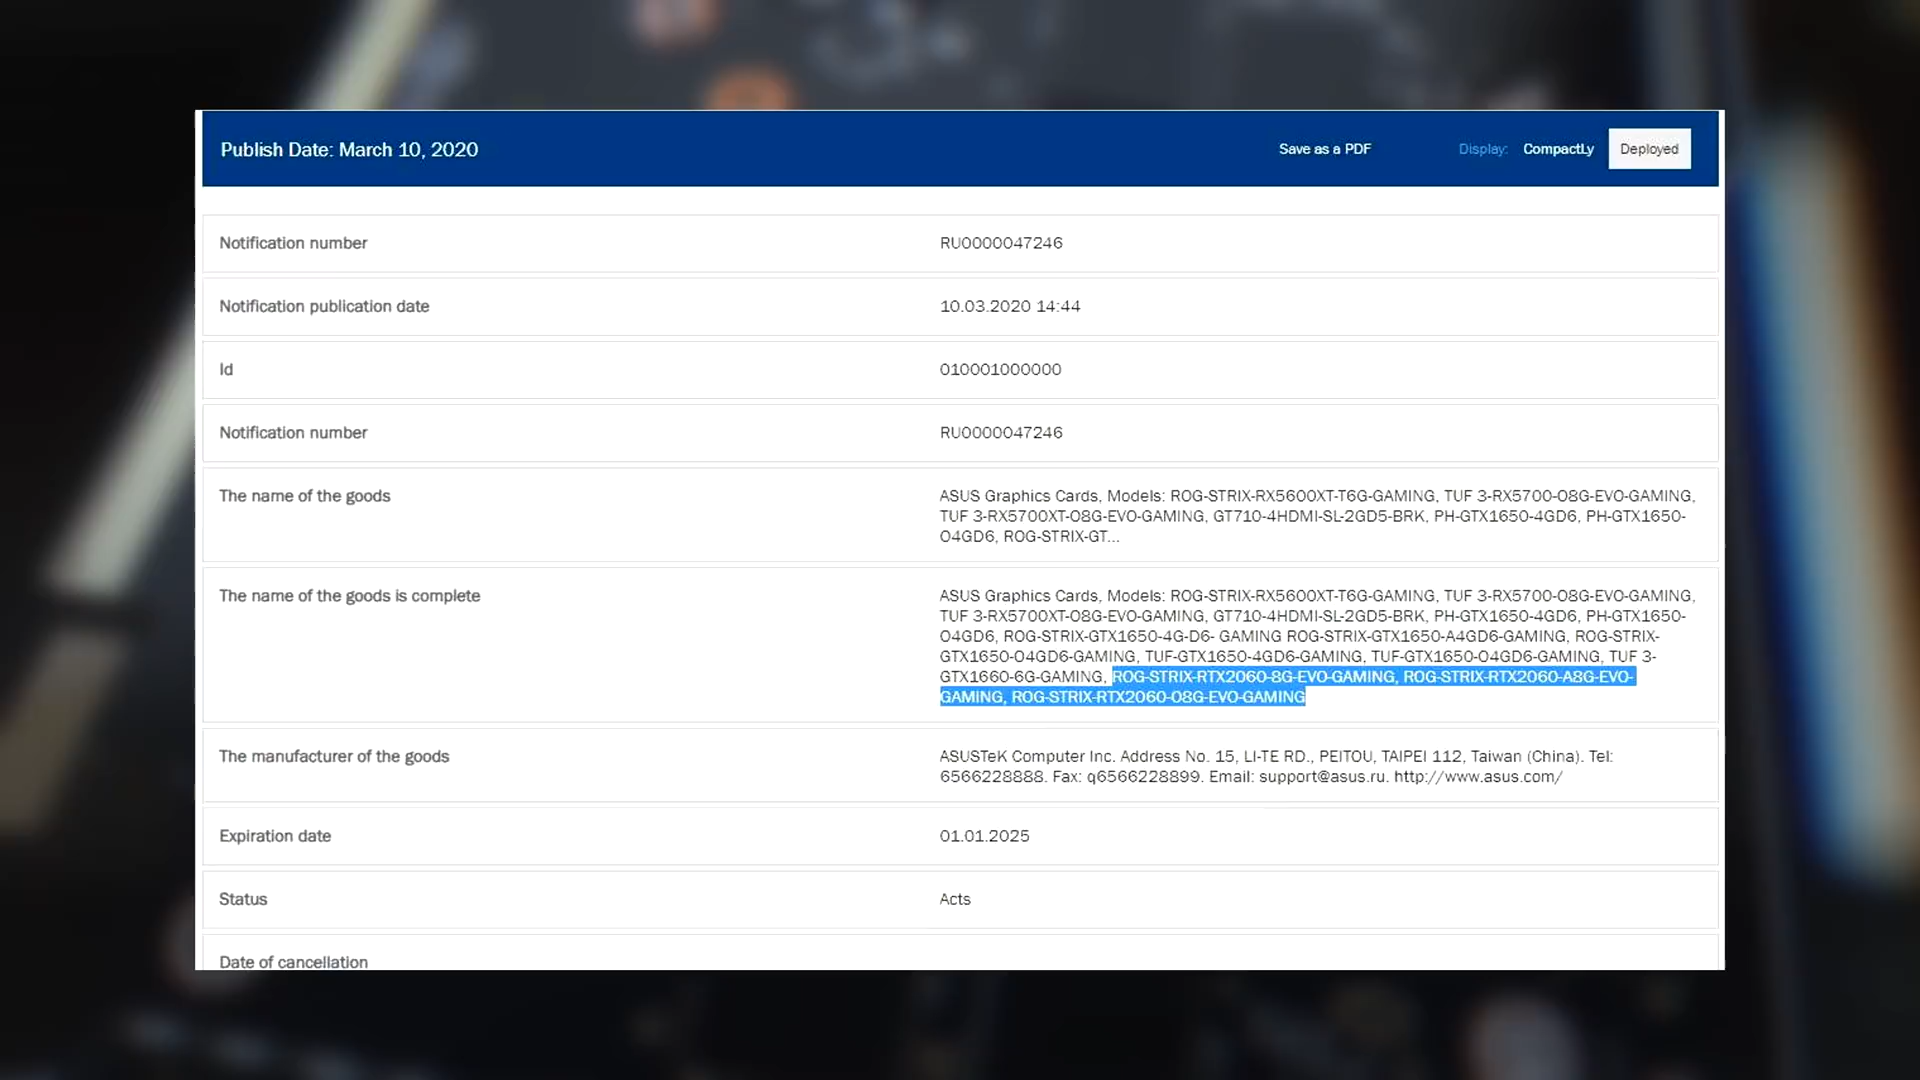 Publish Date: March 10, 2020
Save as a PDF
Display: Compactly Deployed
Notification number
RU0000047246
Notification publication date
10.03.2020 14:44
Id
010001000000
Notification number
RU0000047246
The name of the goods
ASUS Graphics Cards, Models: ROG-STRIX-RX5600XT-T6G-GAMING, TUF 3-RX5700-O8G-EVO-GAMING,
TUF 3-RX5700XT-O8G-EVO-GAMING, GT710-4HDMI-SL-2GD5-BRK, PH-GTX1650-4GD6, PH-GTX1650-
O4GD6, ROG-STRIX-GT...
The name of the goods is complete
ASUS Graphics Cards, Models: ROG-STRIX-RX5600XT-T6G-GAMING, TUF 3-RX5700-O8G-EVO-GAMING,
TUF 3-RX5700XT-O8G-EVO-GAMING, GT710-4HDMI-SL-2GD5-BRK, PH-GTX1650-4GD6, PH-GTX1650-
O4GD6, ROG-STRIX-GTX1650-4G-D6- GAMING ROG-STRIX-GTX1650-A4GD6-GAMING, ROG-STRIX-
GTX1650-O4GD6-GAMING, TUF-GTX1650-4GD6-GAMING, TUF-GTX1650-O4GD6-GAMING, TUF 3-
GTX1660-6G-GAMING, ROG-STRIX-RTX2060-8G-EVO-GAMING, ROG-STRIX-RTX2060-A8G-EVO-
GAMING, ROG-STRIX-RTX2060-O8G-EVO-GAMING
The manufacturer of the goods
ASUSTeK Computer Inc. Address No. 15, LI-TE RD., PEITOU, TAIPEI 112, Taiwan (China). Tel:
6566228888. Fax: q6566228899. Email: support@asus.ru. http://www.asus.com/
Expiration date
01.01.2025
Status
Acts
Date of cancellation